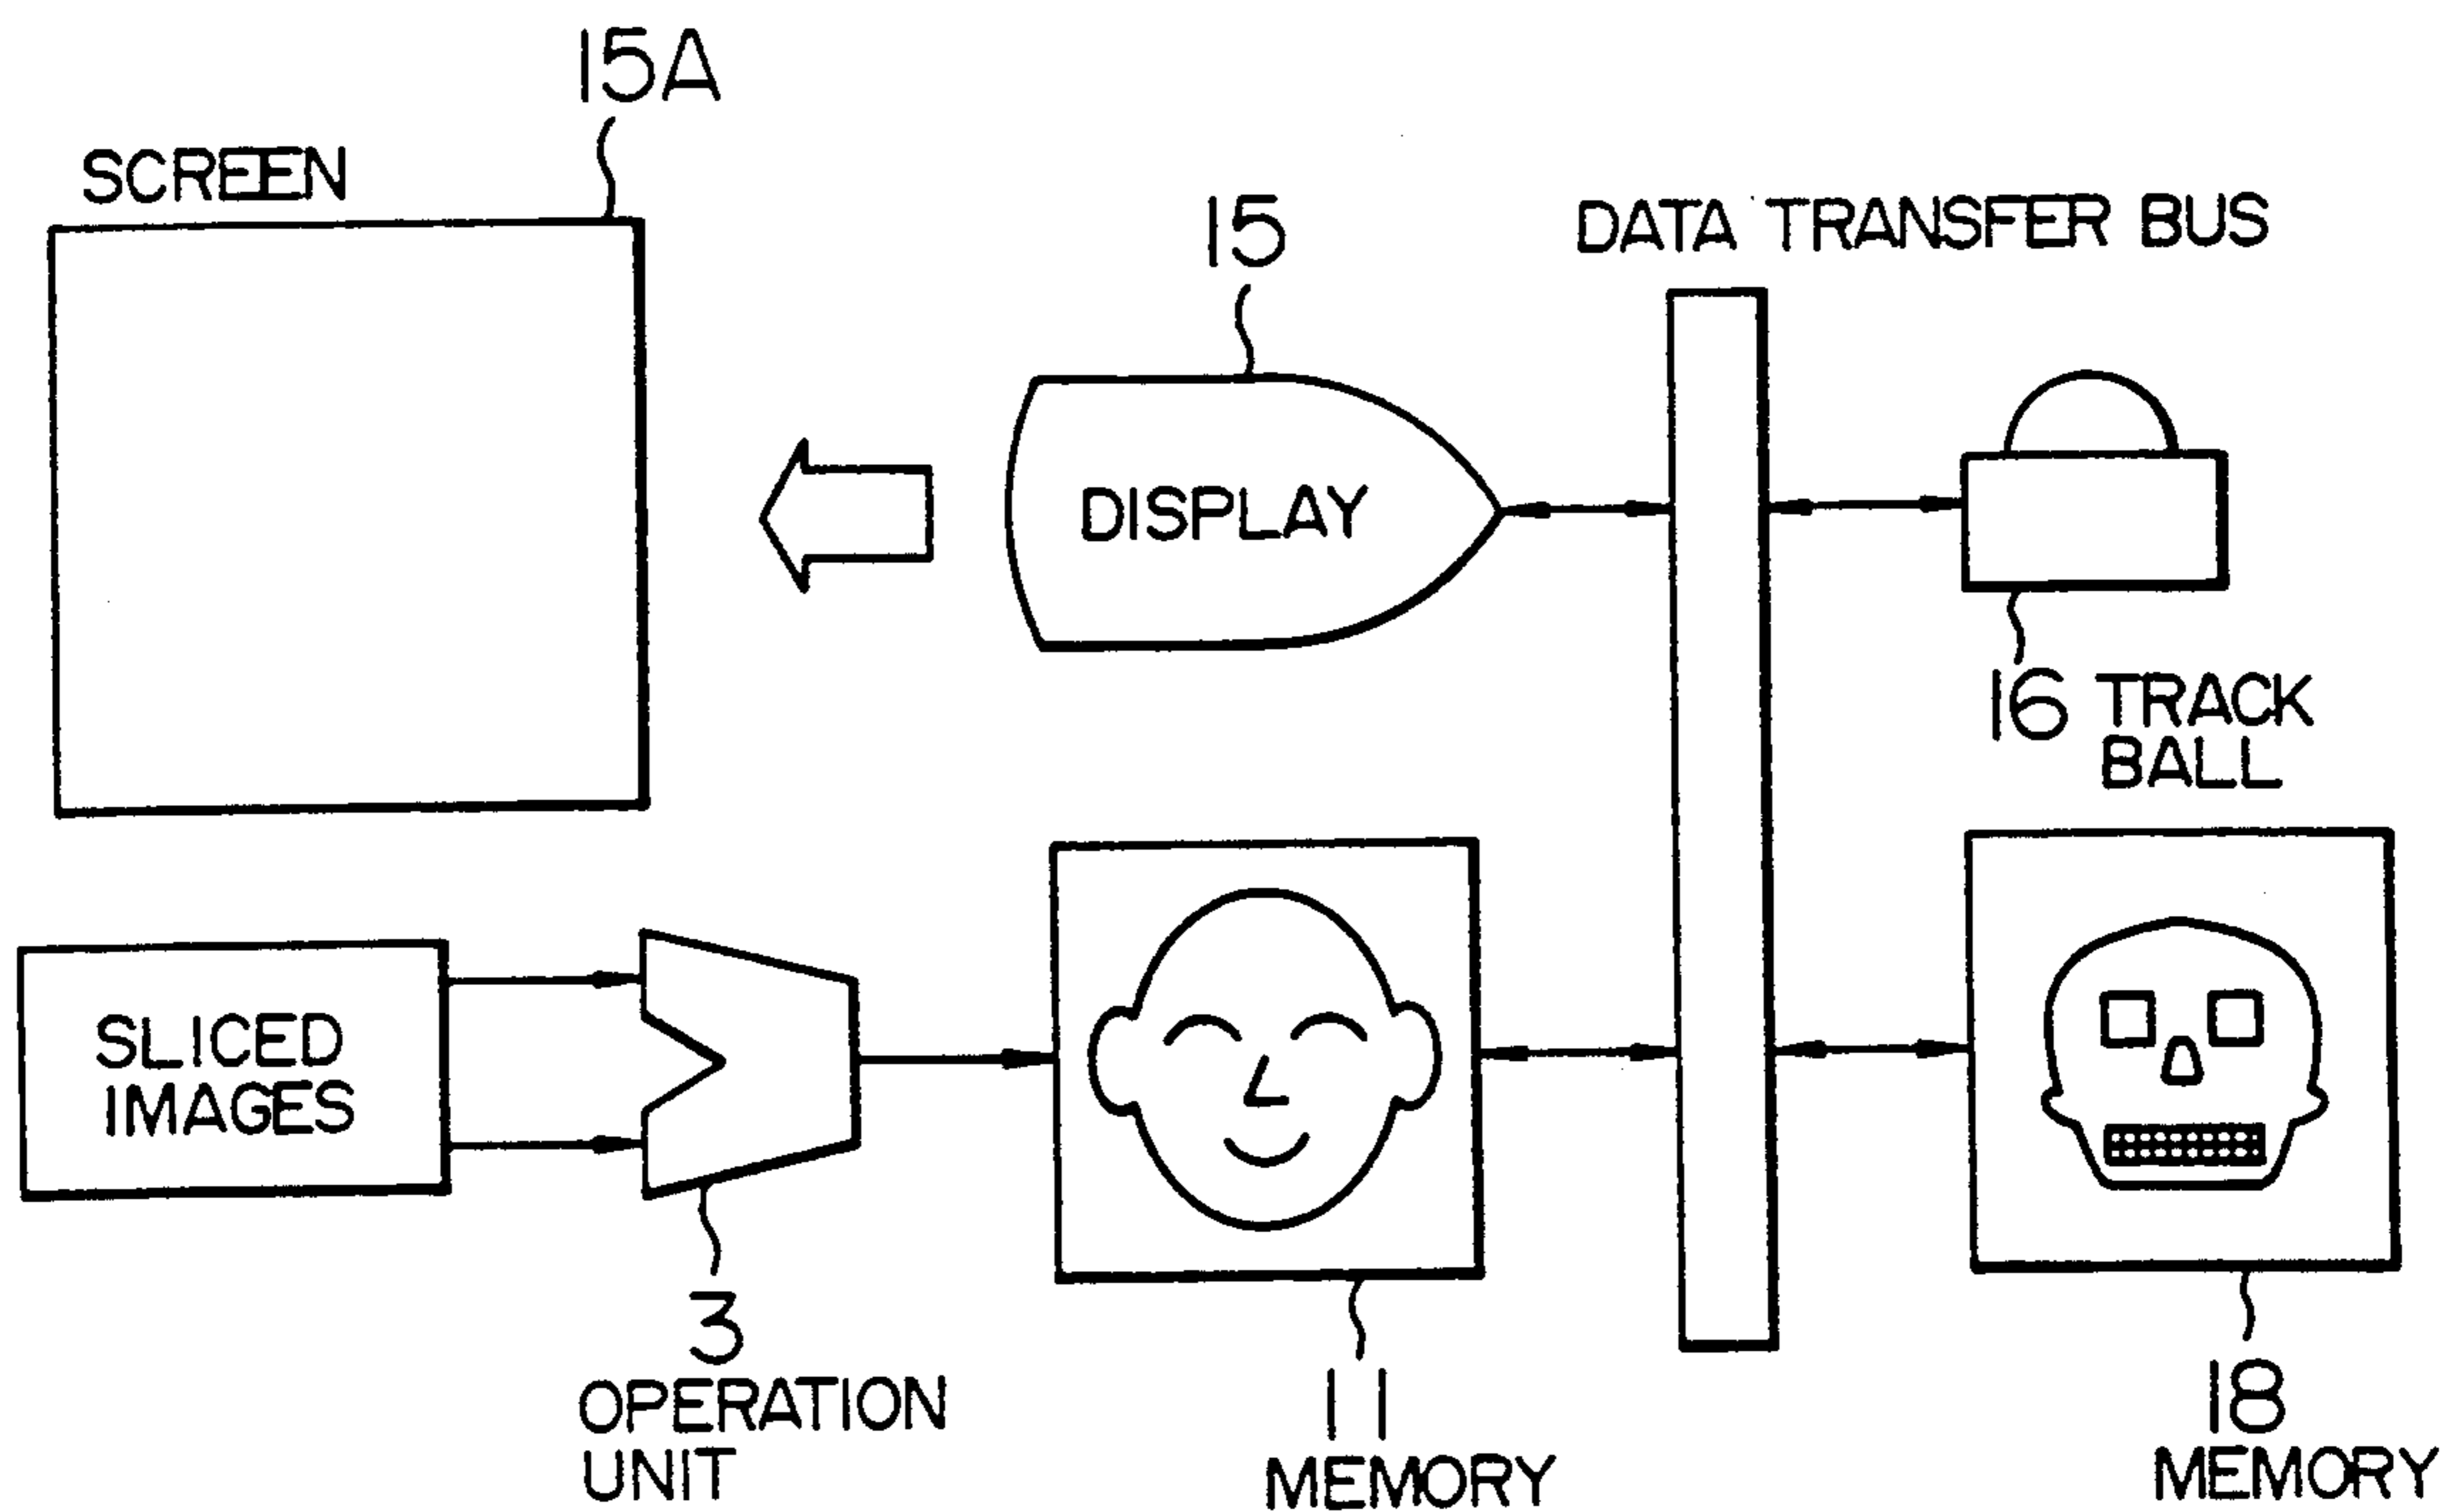 15A
SCREEN
15
DATA TRANSFER BUS
DISPLAY
16 TRACK
BALL
SLICED
IMAGES
3
OPERATION
UNIT
11
MEMORY
18
MEMORY